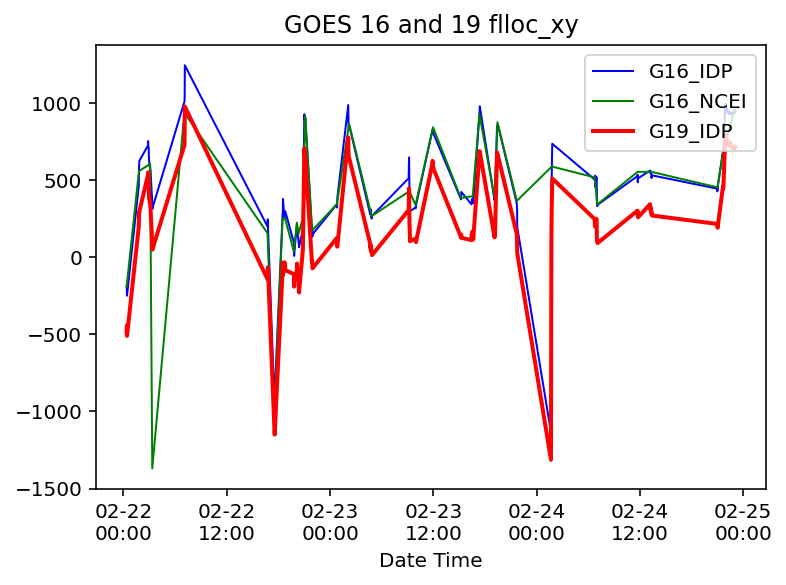 GOES 16 and 19 flloc_xy
G16_IDP
G16_NCEI
G19_IDP
1000
500
0
−500
−1000
−1500
02-22 02-22 02-23 02-23 02-24 02-24 02-25
00:00 12:00 00:00 12:00 00:00 12:00 00:00
Date Time